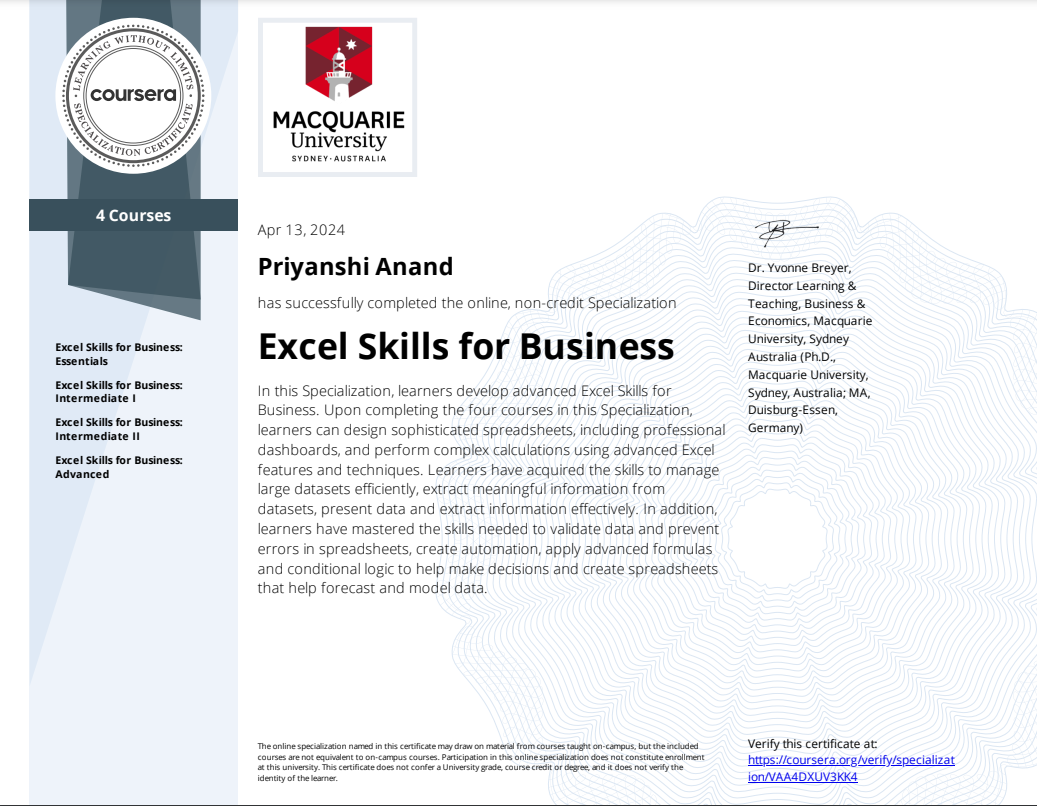 LEARNING WITHOUT LIMITS
coursera
SPECIALIZATION CERTIFICATE
MACQUARIE
University
SYDNEY·AUSTRALIA
4 Courses
Excel Skills for Business:
Essentials
Excel Skills for Business:
Intermediate I
Excel Skills for Business:
Intermediate II
Excel Skills for Business:
Advanced
Apr 13, 2024
Priyanshi Anand
has successfully completed the online, non-credit Specialization
Excel Skills for Business
In this Specialization, learners develop advanced Excel Skills for
Business. Upon completing the four courses in this Specialization,
learners can design sophisticated spreadsheets, including professional
dashboards, and perform complex calculations using advanced Excel
features and techniques. Learners have acquired the skills to manage
large datasets efficiently, extract meaningful information from
datasets, present data and extract information effectively. In addition,
learners have mastered the skills needed to validate data and prevent
errors in spreadsheets, create automation, apply advanced formulas
and conditional logic to help make decisions and create spreadsheets
that help forecast and model data.
Dr. Yvonne Breyer,
Director Learning &
Teaching, Business &
Economics, Macquarie
University, Sydney
Australia (Ph.D.,
Macquarie University,
Sydney, Australia; MA,
Duisburg-Essen,
Germany)
The online specialization named in this certificate may draw on material from courses taught on-campus, but the included
courses are not equivalent to on-campus courses. Participation in this online specialization does not constitute enrollment
at this university. This certificate does not confer a University grade, course credit or degree, and it does not verify the
identity of the learner.
Verify this certificate at:
https://coursera.org/verify/specializat
ion/VAA4DXUV3KK4